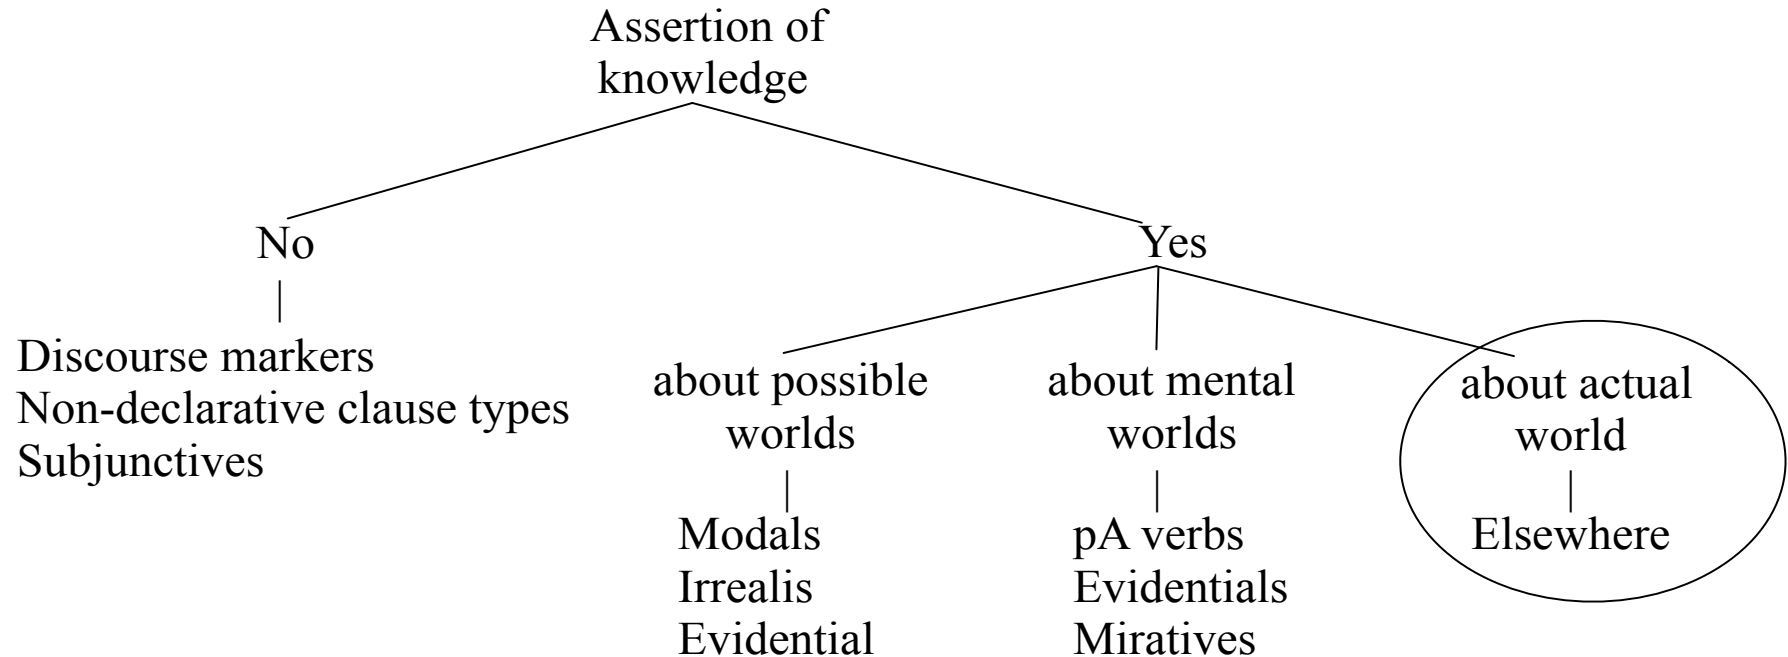 Assertion of
knowledge
No
Yes
Discourse markers
Non-declarative clause types
Subjunctives
about possible
worlds
Modals
Irrealis
Evidential
about mental
worlds
pA verbs
Evidentials
Miratives
about actual
world
Elsewhere